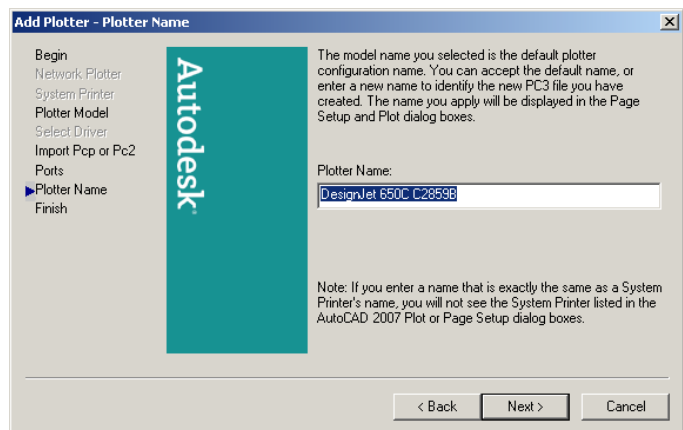 Add Plotter - Plotter Name
Begin
Network Plotter
System Printer
Plotter Model
Select Driver
Import Pcp or Pc2
Ports
Plotter Name
Finish
Autodesk
The model name you selected is the default plotter
configuration name. You can accept the default name, or
enter a new name to identify the new PC3 file you have
created. The name you apply will be displayed in the Page
Setup and Plot dialog boxes.
Plotter Name:
DesignJet 650C C2859B
Note: If you enter a name that is exactly the same as a System
Printer's name, you will not see the System Printer listed in the
AutoCAD 2007 Plot or Page Setup dialog boxes.
< Back
Next >
Cancel